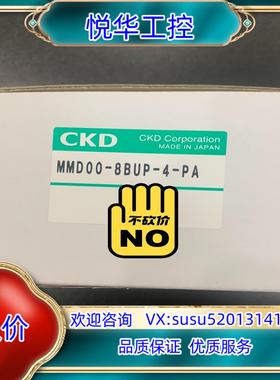 悦华工控
CKD
CKD Corporation
MADE IN JAPAN
MMD00-8BUP-4-PA
不砍价
NO
价
欢迎咨询 VX:susu52013141
品质保证 优质服务